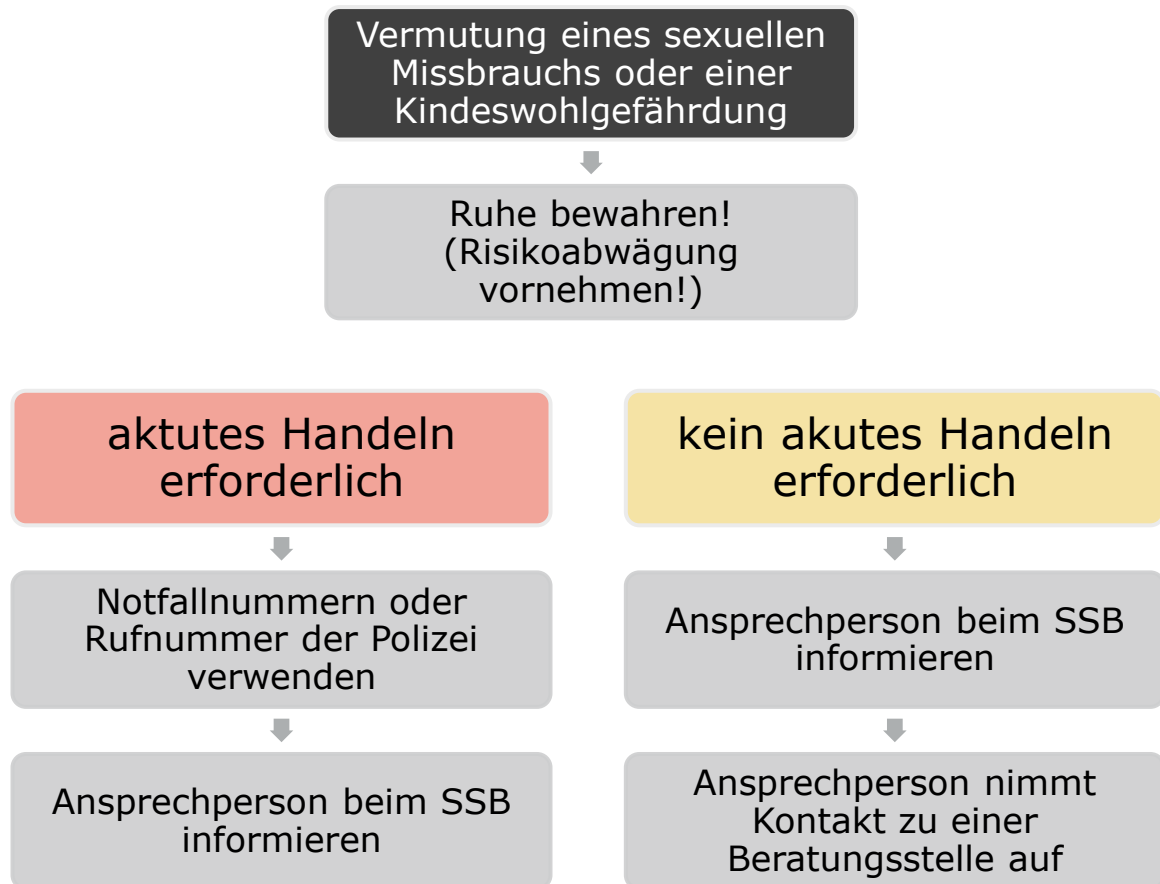 Vermutung eines sexuellen
Missbrauchs oder einer
Kindeswohlgefährdung
Ruhe bewahren!
(Risikoabwägung
vornehmen!)
aktutes Handeln
erforderlich
kein akutes Handeln
erforderlich
Notfallnummern oder
Rufnummer der Polizei
verwenden
Ansprechperson beim SSB
informieren
Ansprechperson beim SSB
informieren
Ansprechperson nimmt
Kontakt zu einer
Beratungsstelle auf